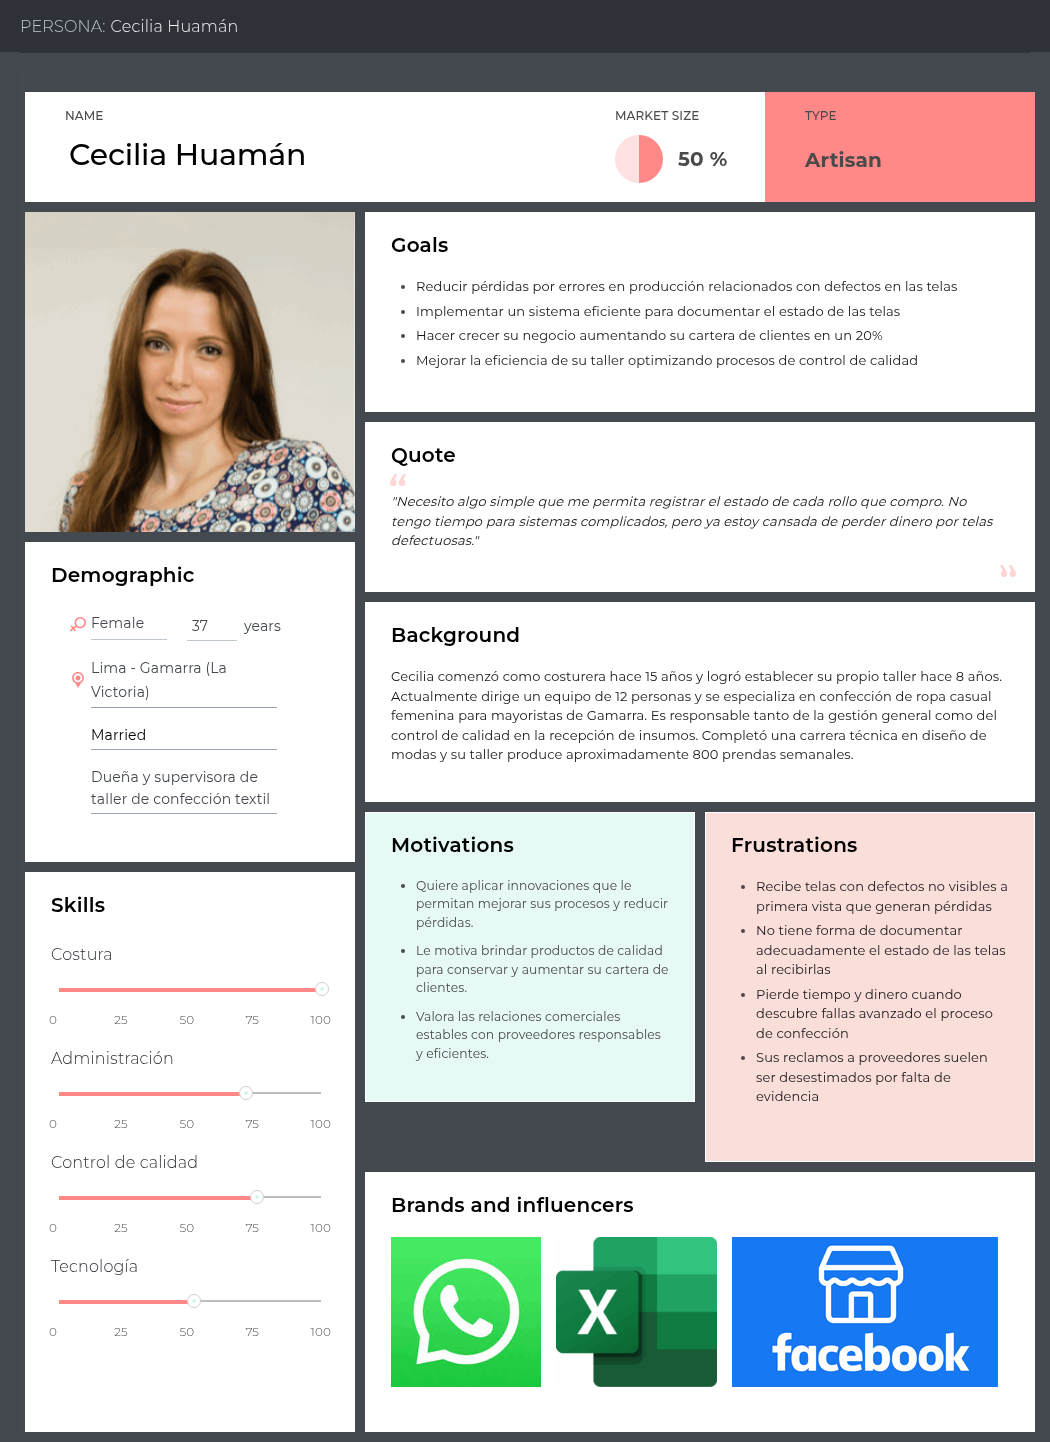 PERSONA: Cecilia Huamán
NAME
Cecilia Huamán
MARKET SIZE
50 %
TYPE
Artisan
Goals
Reducir pérdidas por errores en producción relacionados con defectos en las telas
Implementar un sistema eficiente para documentar el estado de las telas
Hacer crecer su negocio aumentando su cartera de clientes en un 20%
Mejorar la eficiencia de su taller optimizando procesos de control de calidad
Quote
"Necesito algo simple que me permita registrar el estado de cada rollo que compro. No
tengo tiempo para sistemas complicados, pero ya estoy cansada de perder dinero por telas
defectuosas."
Demographic
Female 37 years
Lima - Gamarra (La
Victoria)
Married
Dueña y supervisora de
taller de confección textil
Background
Cecilia comenzó como costurera hace 15 años y logró establecer su propio taller hace 8 años.
Actualmente dirige un equipo de 12 personas y se especializa en confección de ropa casual
femenina para mayoristas de Gamarra. Es responsable tanto de la gestión general como del
control de calidad en la recepción de insumos. Completó una carrera técnica en diseño de
modas y su taller produce aproximadamente 800 prendas semanales.
Motivations
Quiere aplicar innovaciones que le
permitan mejorar sus procesos y reducir
pérdidas.
Le motiva brindar productos de calidad
para conservar y aumentar su cartera de
clientes.
Valora las relaciones comerciales
estables con proveedores responsables
y eficientes.
Frustrations
Recibe telas con defectos no visibles a
primera vista que generan pérdidas
No tiene forma de documentar
adecuadamente el estado de las telas
al recibirlas
Pierde tiempo y dinero cuando
descubre fallas avanzado el proceso
de confección
Sus reclamos a proveedores suelen
ser desestimados por falta de
evidencia
Skills
Costura
0 25 50 75 100
Administración
0 25 50 75 100
Control de calidad
0 25 50 75 100
Tecnología
0 25 50 75 100
Brands and influencers
X
facebook